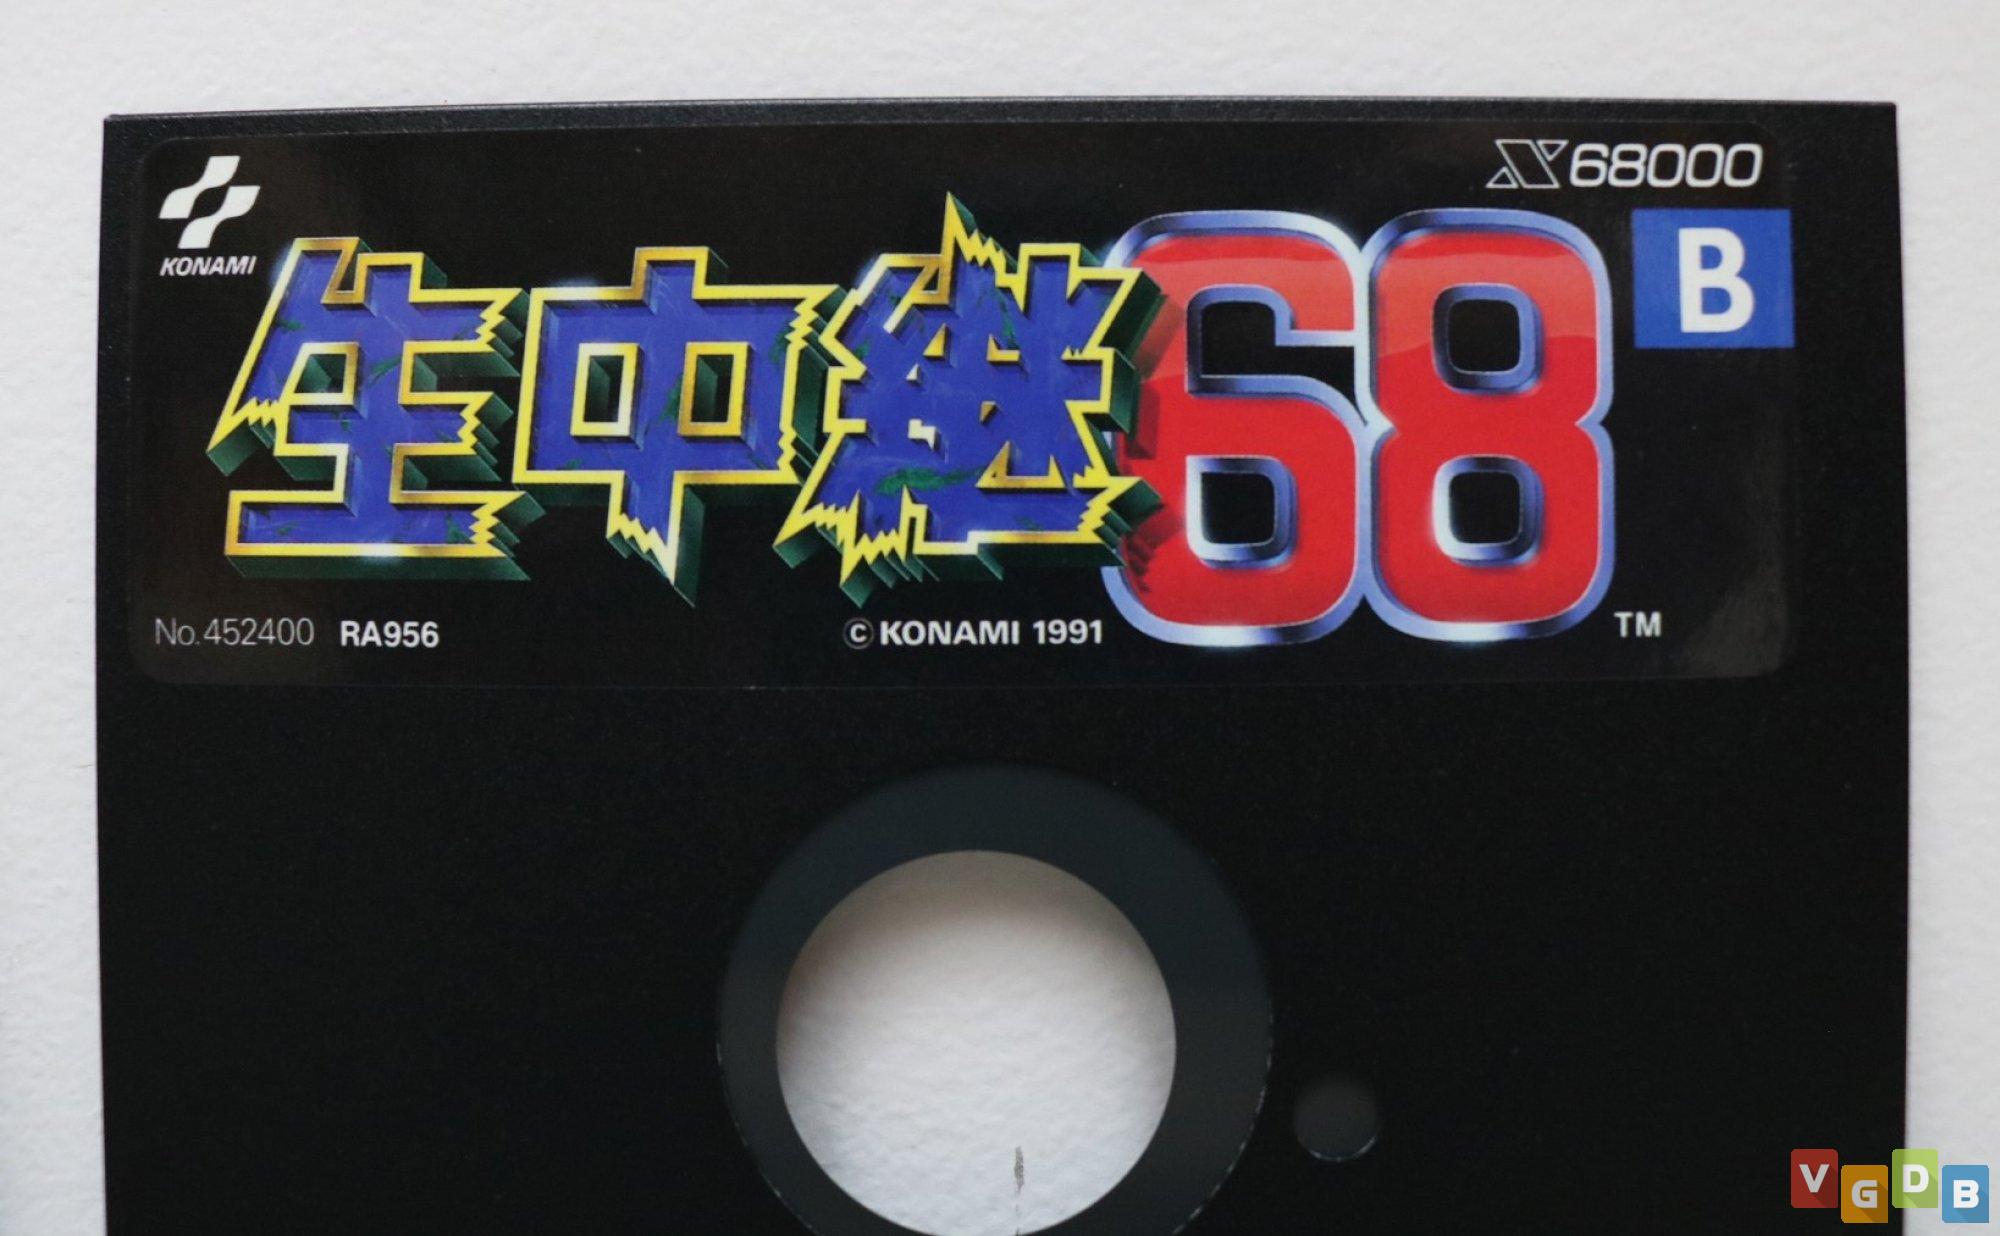 KONAMI
X68000
生中継68
B
No.452400 RA956
©KONAMI 1991
TM
VGDB